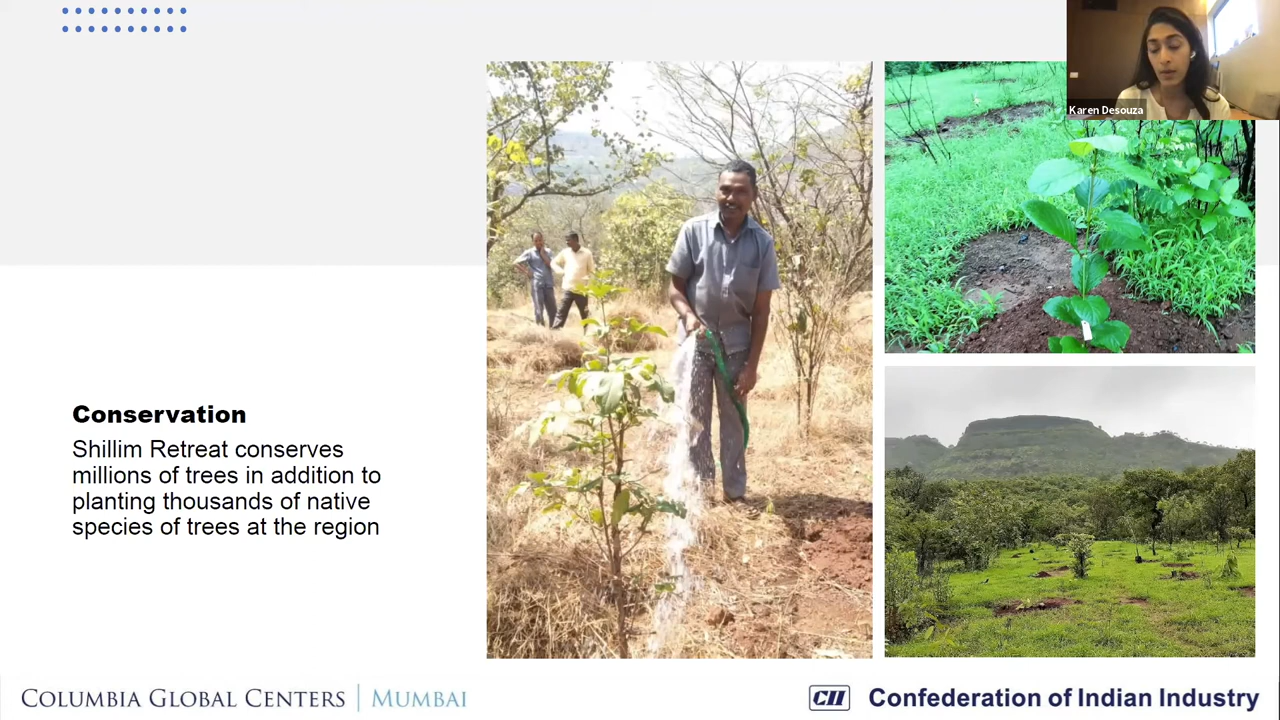 Karen Desouza
Conservation
Shillim Retreat conserves
millions of trees in addition to
planting thousands of native
species of trees at the region
COLUMBIA GLOBAL CENTERS | MUMBAI
CII Confederation of Indian Industry